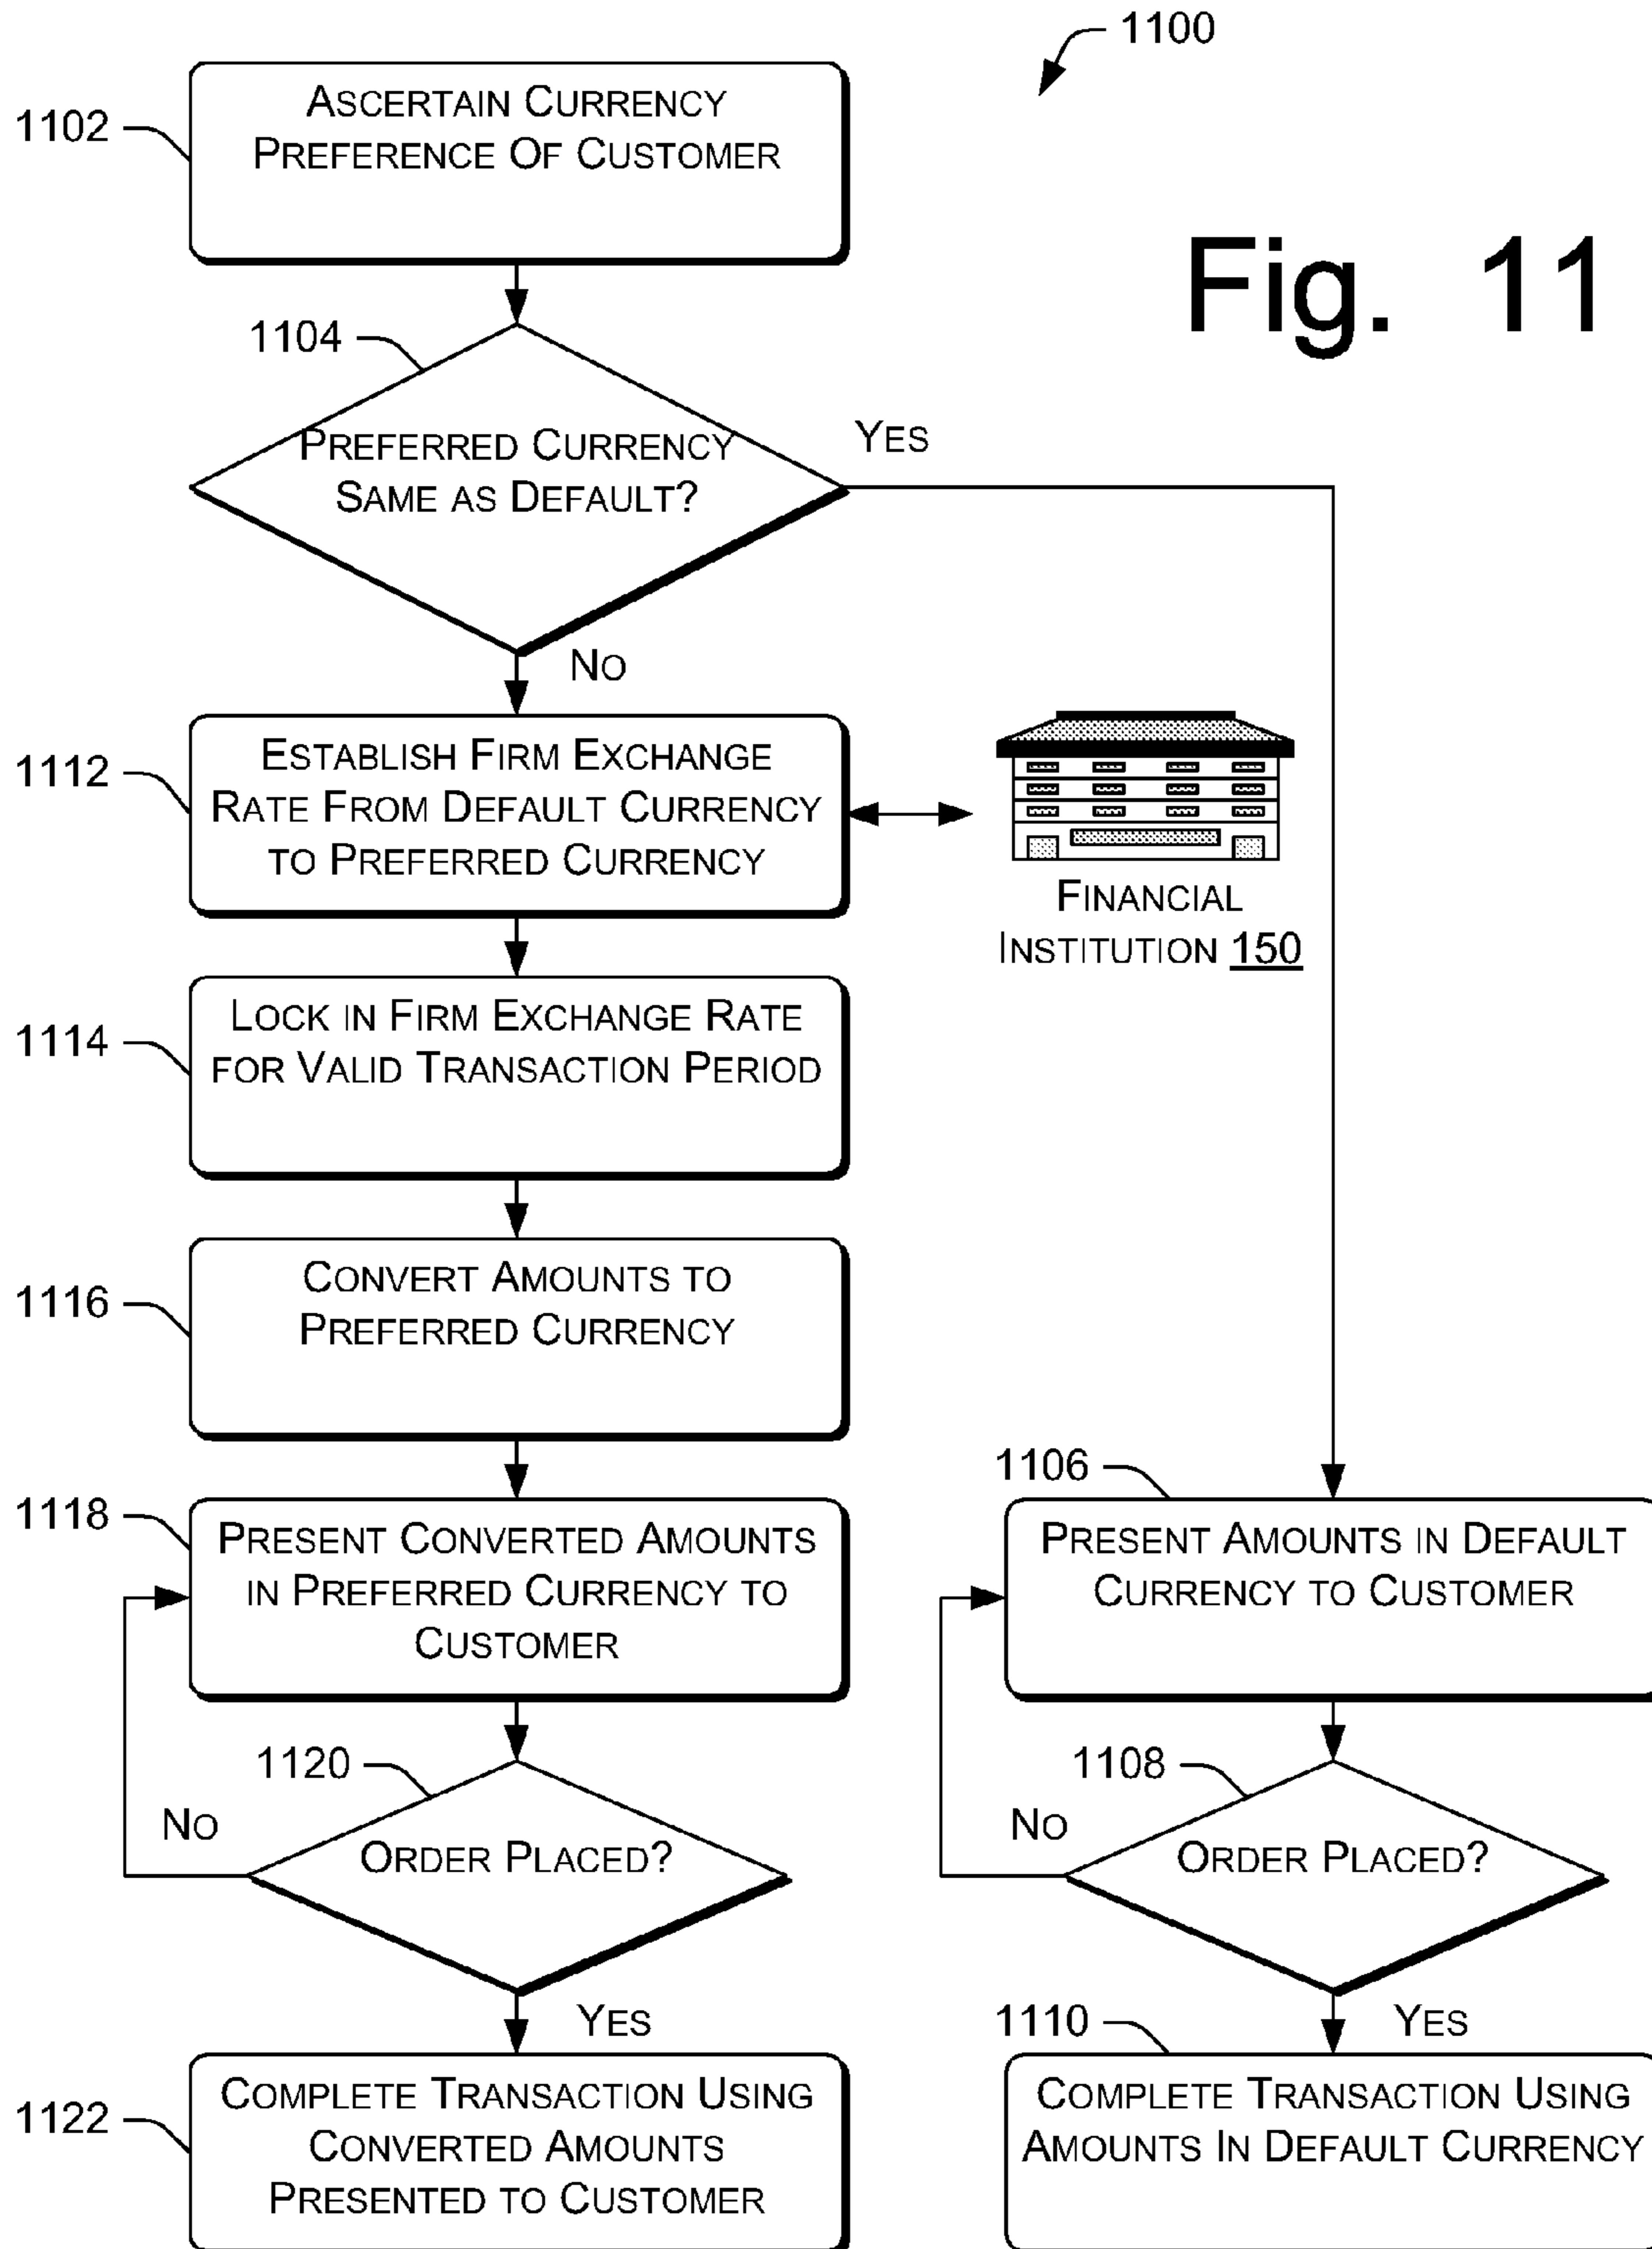 1100
1102
ASCERTAIN CURRENCY
PREFERENCE OF CUSTOMER
Fig. 11
1104
PREFERRED CURRENCY
SAME AS DEFAULT?
YES
NO
1112
ESTABLISH FIRM EXCHANGE
RATE FROM DEFAULT CURRENCY
TO PREFERRED CURRENCY
FINANCIAL
INSTITUTION 150
1114
LOCK IN FIRM EXCHANGE RATE
FOR VALID TRANSACTION PERIOD
1116
CONVERT AMOUNTS TO
PREFERRED CURRENCY
1118
PRESENT CONVERTED AMOUNTS
IN PREFERRED CURRENCY TO
CUSTOMER
1106
PRESENT AMOUNTS IN DEFAULT
CURRENCY TO CUSTOMER
1120
NO
ORDER PLACED?
YES
1108
NO
ORDER PLACED?
YES
1122
COMPLETE TRANSACTION USING
CONVERTED AMOUNTS
PRESENTED TO CUSTOMER
1110
COMPLETE TRANSACTION USING
AMOUNTS IN DEFAULT CURRENCY